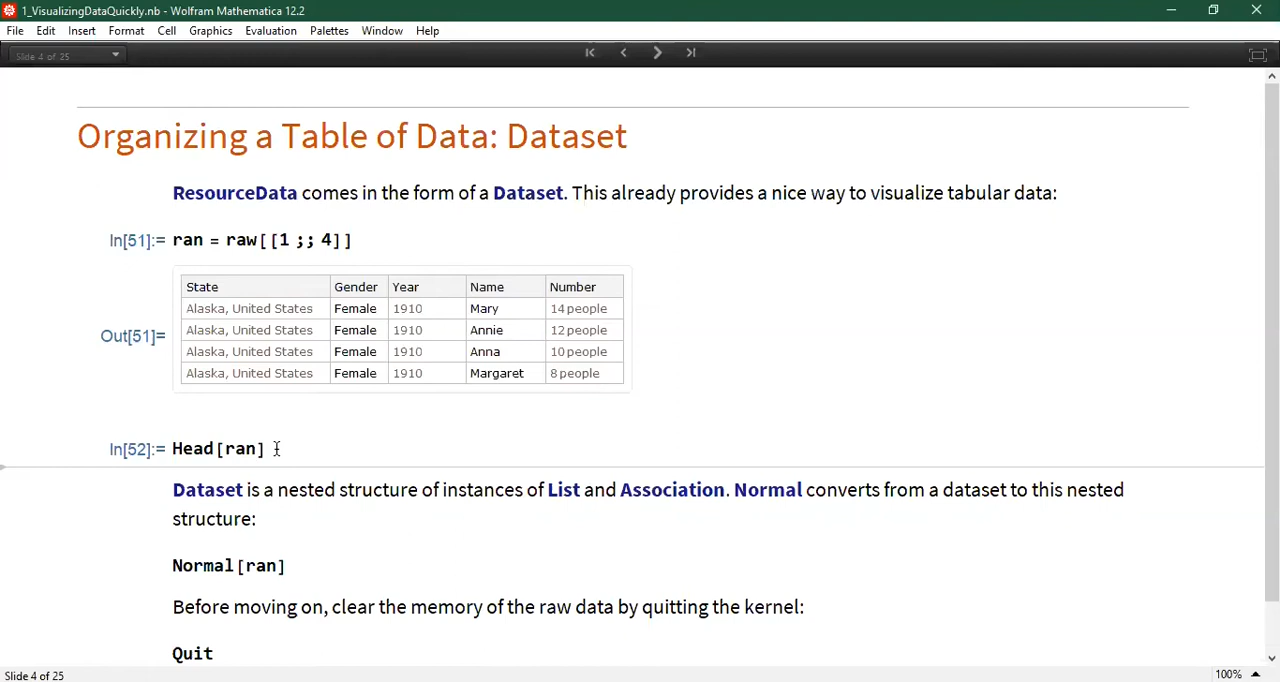 1_VisualizingDataQuickly.nb - Wolfram Mathematica 12.2
File Edit Insert Format Cell Graphics Evaluation Palettes Window Help
Slide 4 of 25
Organizing a Table of Data: Dataset
ResourceData comes in the form of a Dataset. This already provides a nice way to visualize tabular data:
In[51]:= ran = raw[[1 ;; 4]]
State Gender Year Name Number
Alaska, United States Female 1910 Mary 14 people
Alaska, United States Female 1910 Annie 12 people
Out[51]=
Alaska, United States Female 1910 Anna 10 people
Alaska, United States Female 1910 Margaret 8 people
In[52]:= Head[ran]
Dataset is a nested structure of instances of List and Association. Normal converts from a dataset to this nested
structure:
Normal[ran]
Before moving on, clear the memory of the raw data by quitting the kernel:
Quit
Slide 4 of 25
100%